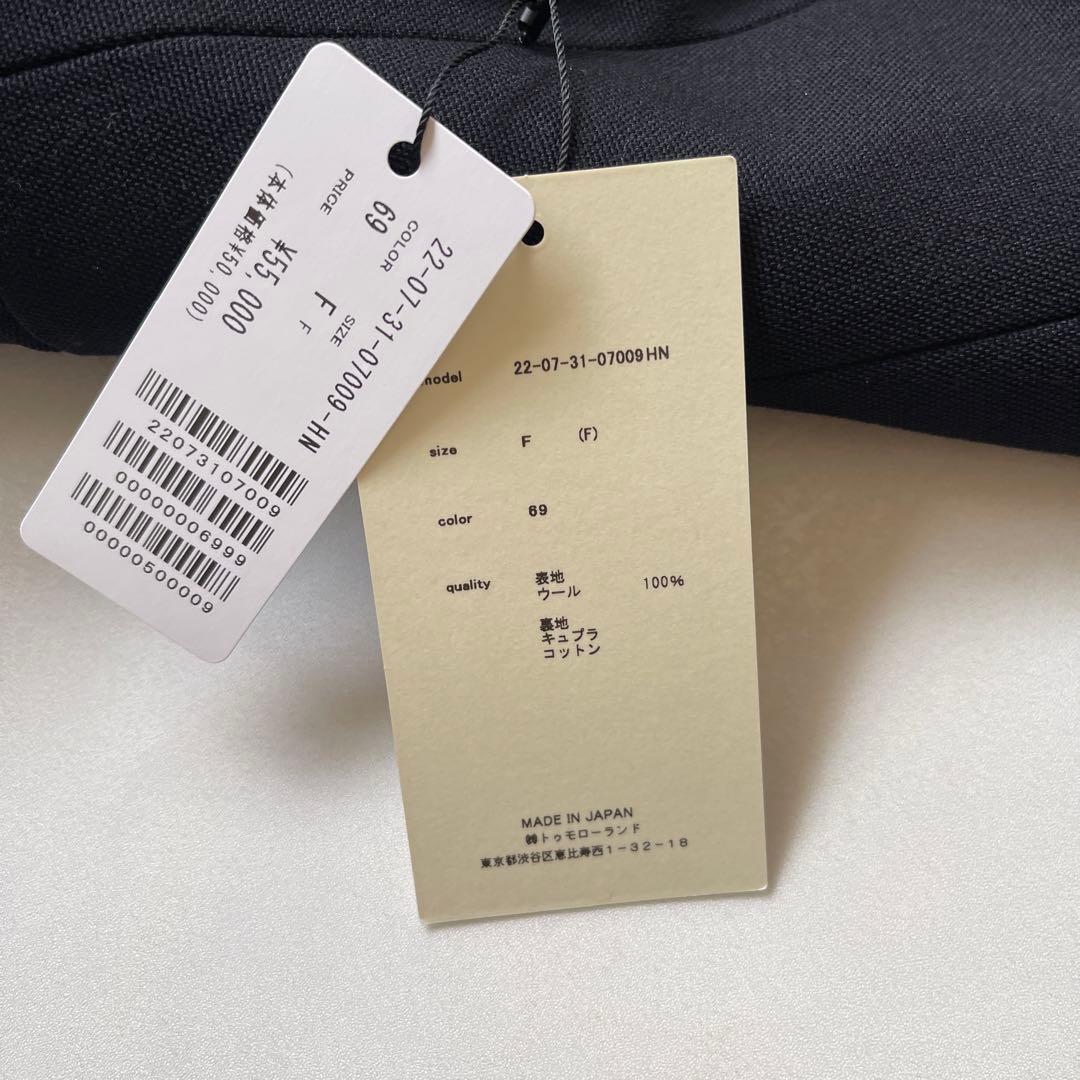 22-07-31-07009-HN
COLOR SIZE
69 F F
PRICE ¥55,000
(本体価格¥50,000)
22073107009
0000006999
00000500009
model 22-07-31-07009HN
size F (F)
color 69
quality 表地
ウール 100%
裏地
キュプラ
コットン
MADE IN JAPAN
㈱トゥモローランド
東京都渋谷区恵比寿西1-32-18